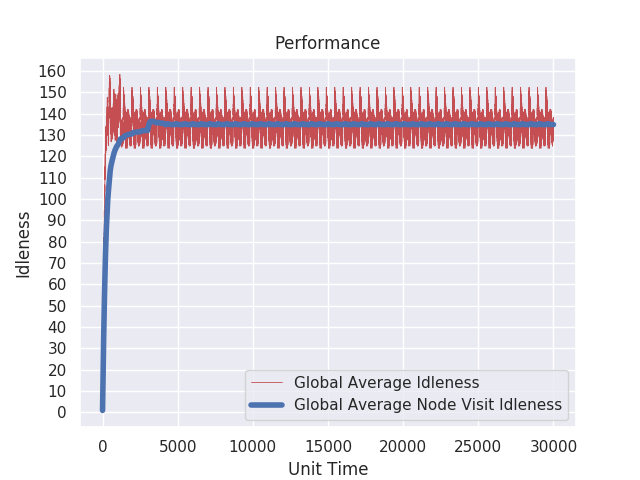 Performance
160
150
140
130
120
110
100
90
80
70
60
50
40
30
20
10
0
Idleness
Global Average Idleness
Global Average Node Visit Idleness
0 5000 10000 15000 20000 25000 30000
Unit Time